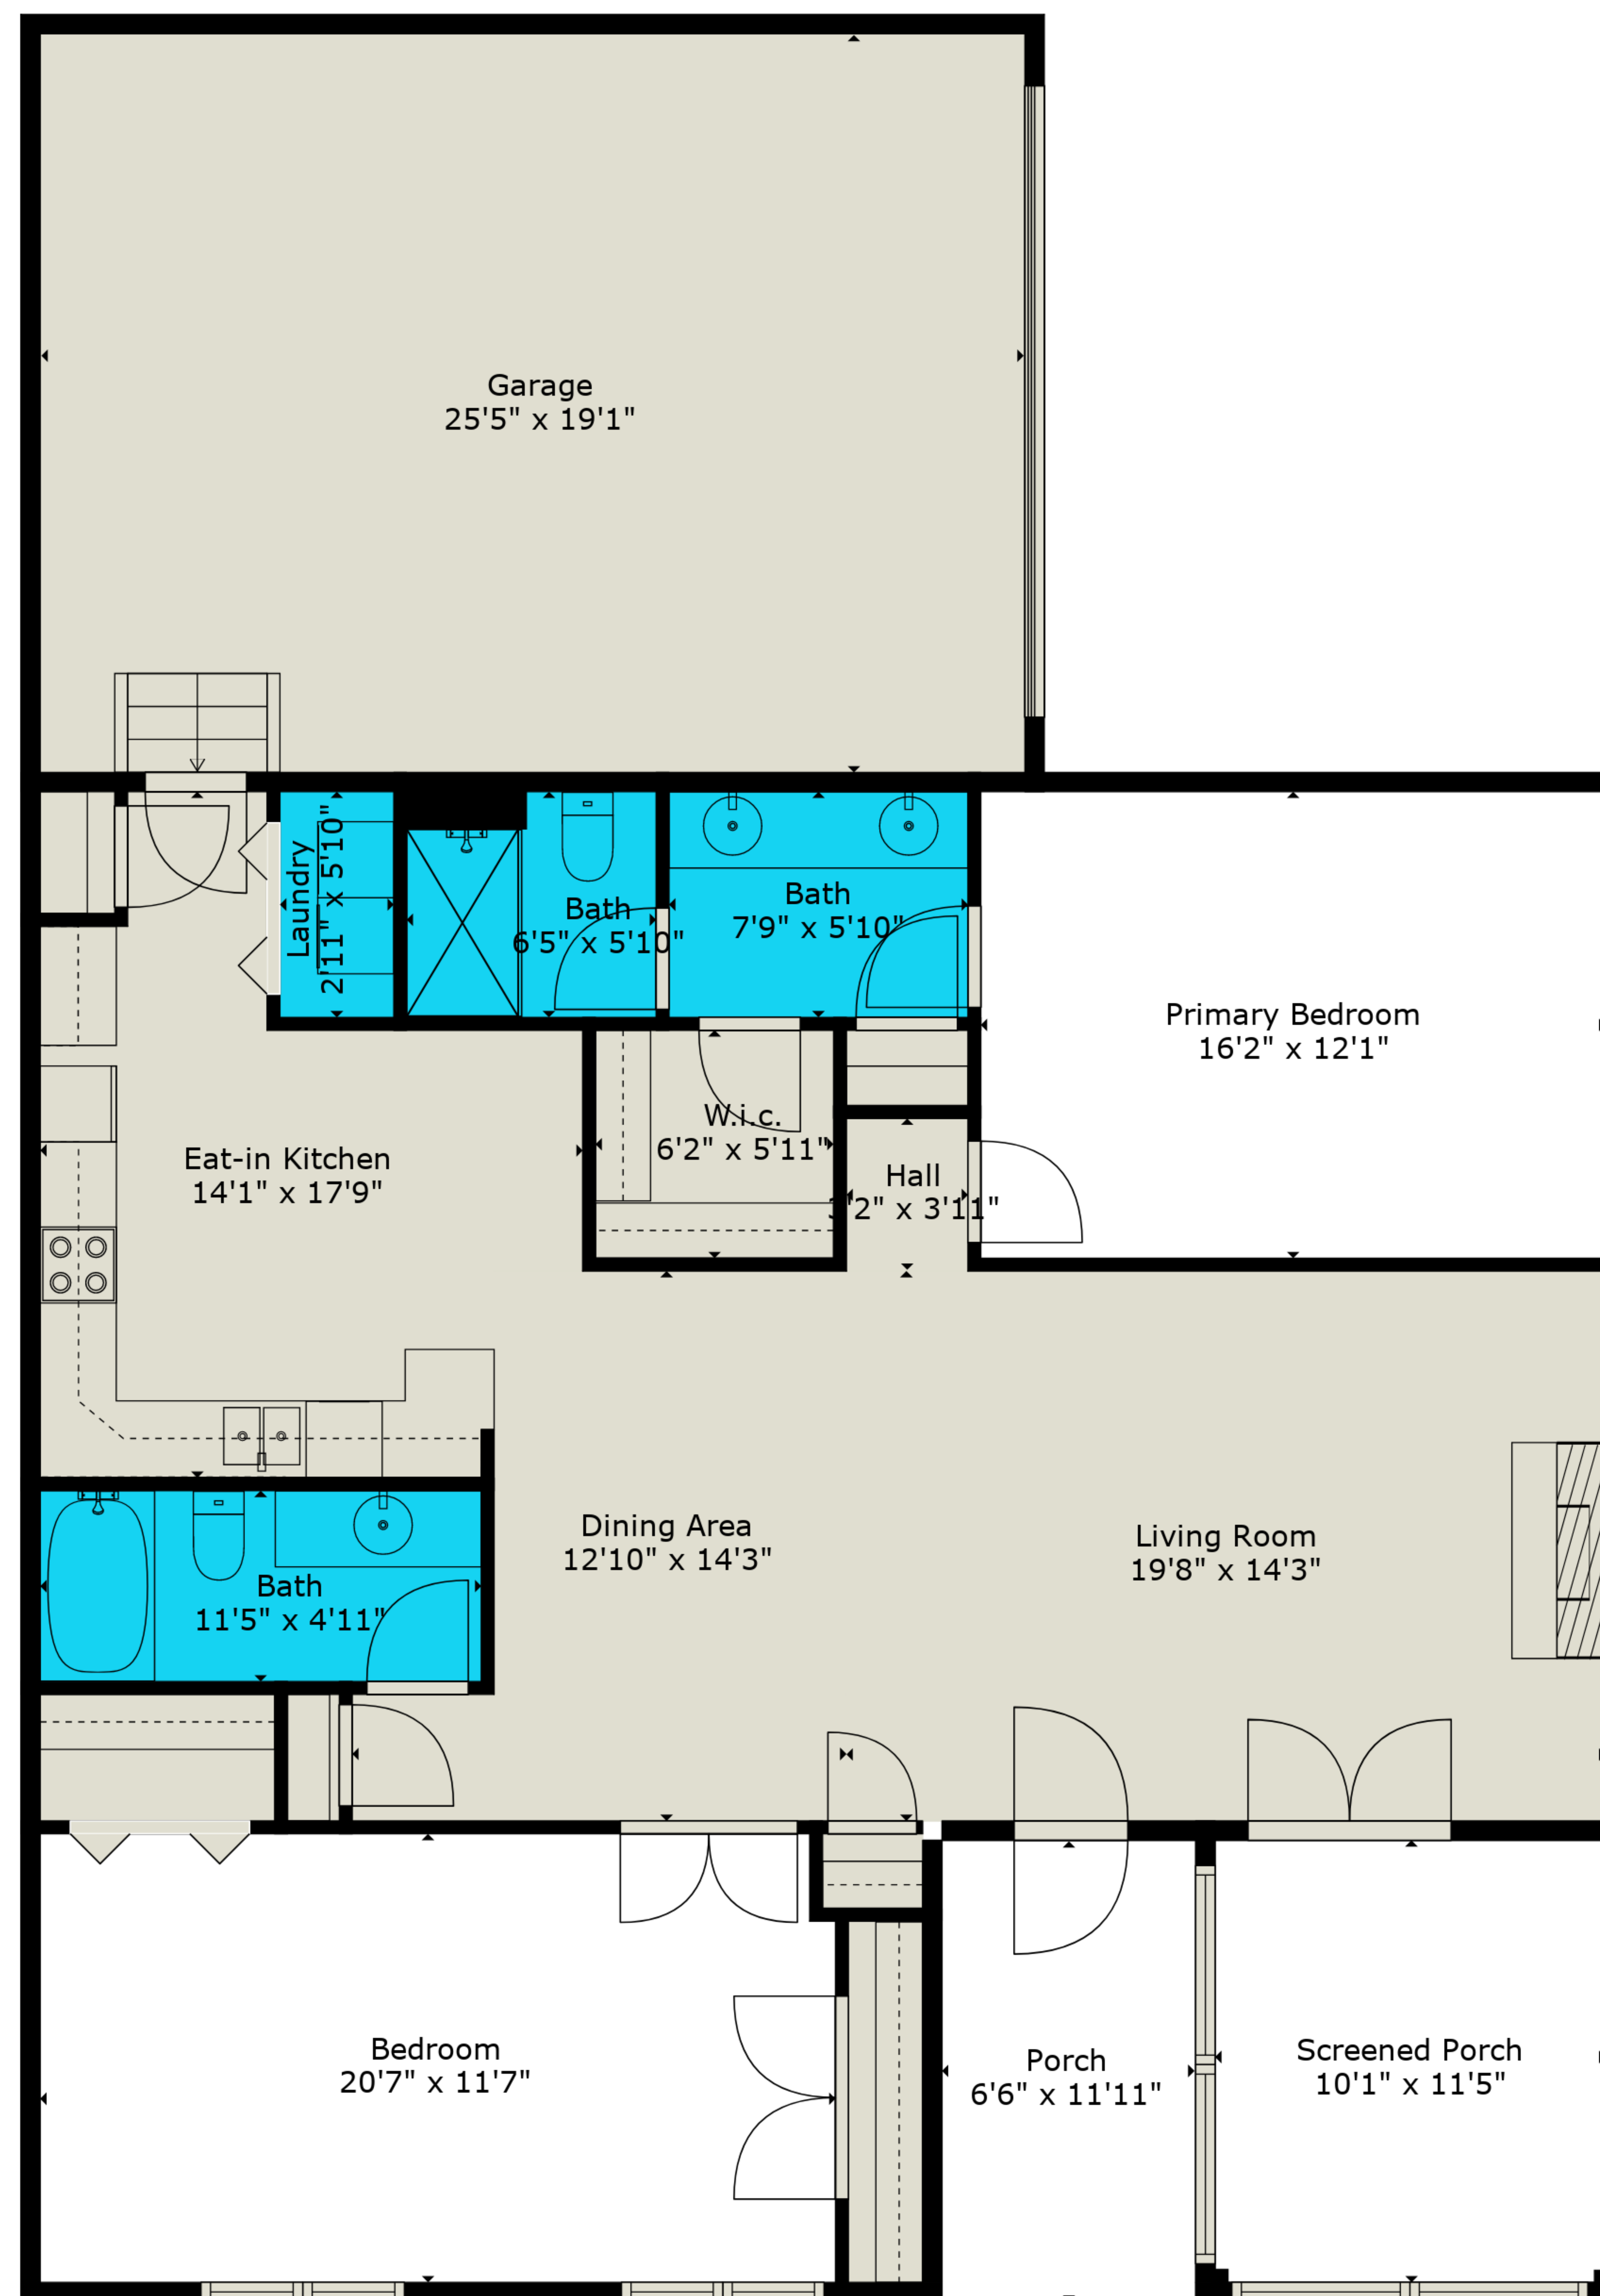 Garage
25'5" x 19'1"
Laundry
2'11" x 5'10"
Bath
6'5" x 5'10"
Bath
7'9" x 5'10"
Primary Bedroom
16'2" x 12'1"
W.i.c.
6'2" x 5'11"
Eat-in Kitchen
14'1" x 17'9"
Hall
3'2" x 3'11"
Dining Area
12'10" x 14'3"
Living Room
19'8" x 14'3"
Bath
11'5" x 4'11"
Bedroom
20'7" x 11'7"
Porch
6'6" x 11'11"
Screened Porch
10'1" x 11'5"